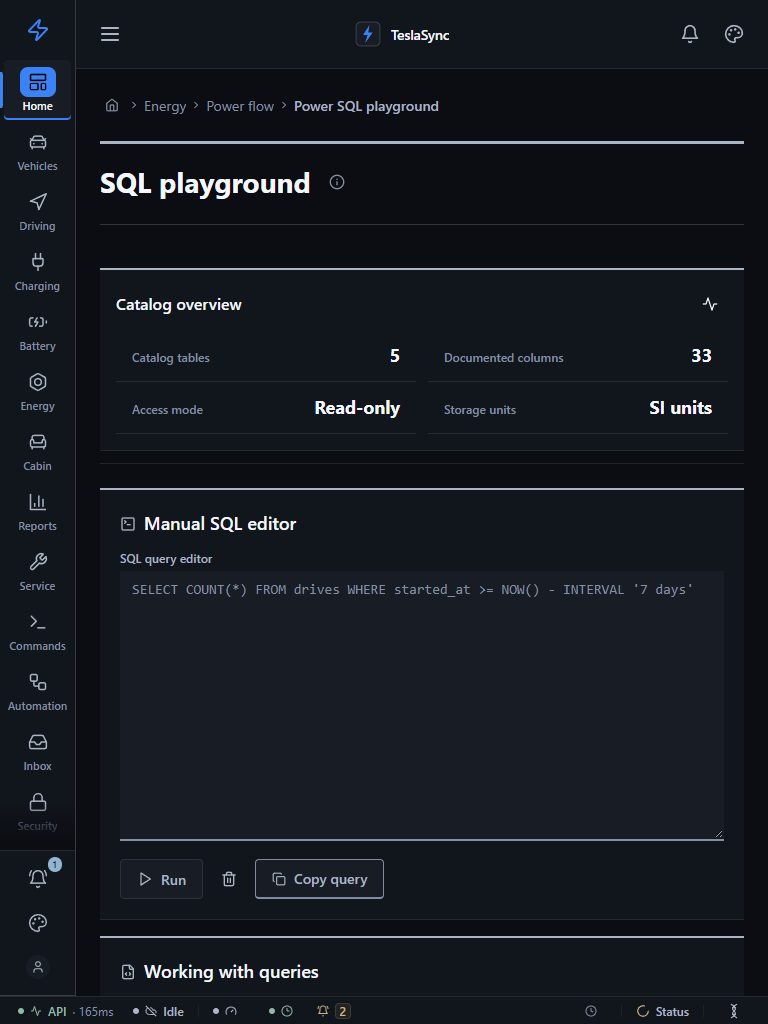 TeslaSync
Home
Vehicles
Driving
Charging
Battery
Energy
Cabin
Reports
Service
Commands
Automation
Inbox
Security
1
Energy > Power flow > Power SQL playground
SQL playground
Catalog overview
Catalog tables 5
Documented columns 33
Access mode Read-only
Storage units SI units
Manual SQL editor
SQL query editor
SELECT COUNT(*) FROM drives WHERE started_at >= NOW() - INTERVAL '7 days'
Run
Copy query
Working with queries
API · 165ms Idle 2 Status